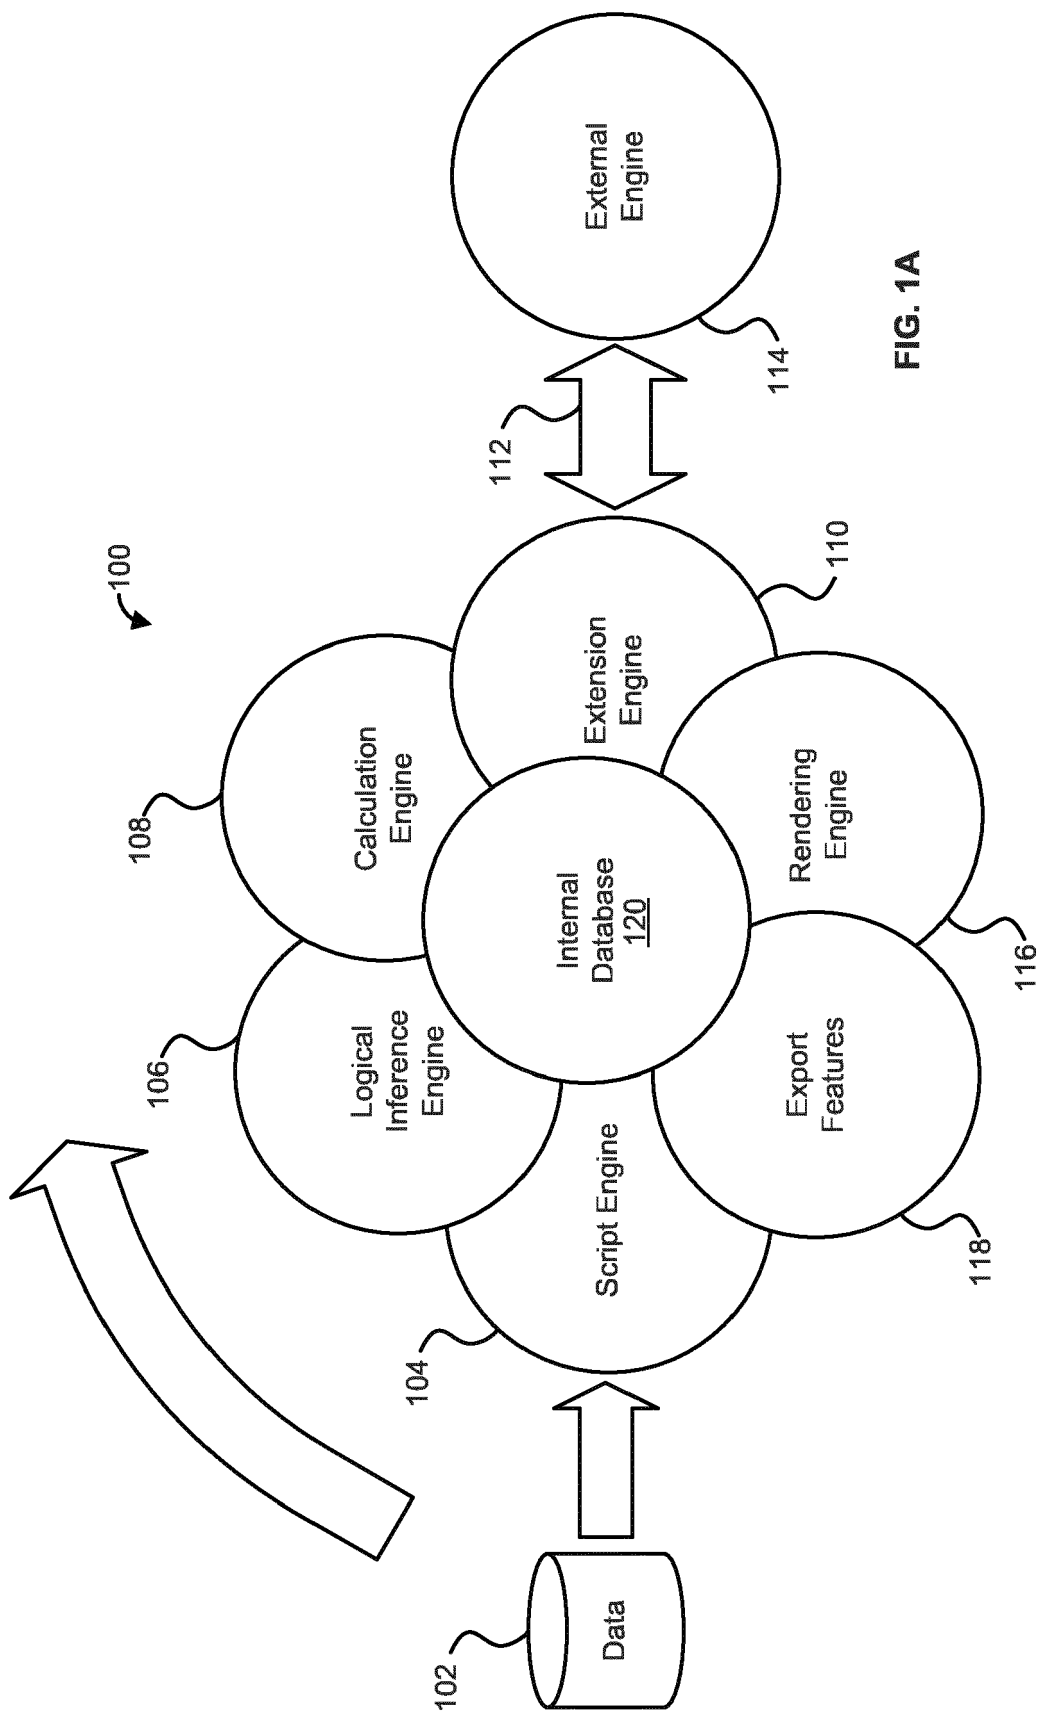 100
108
Calculation
Engine
106
Logical
Inference
Engine
112
External
Engine
114
Extension
Engine
110
Internal
Database
120
104
Script Engine
102
Data
Rendering
Engine
116
Export
Features
118
FIG. 1A